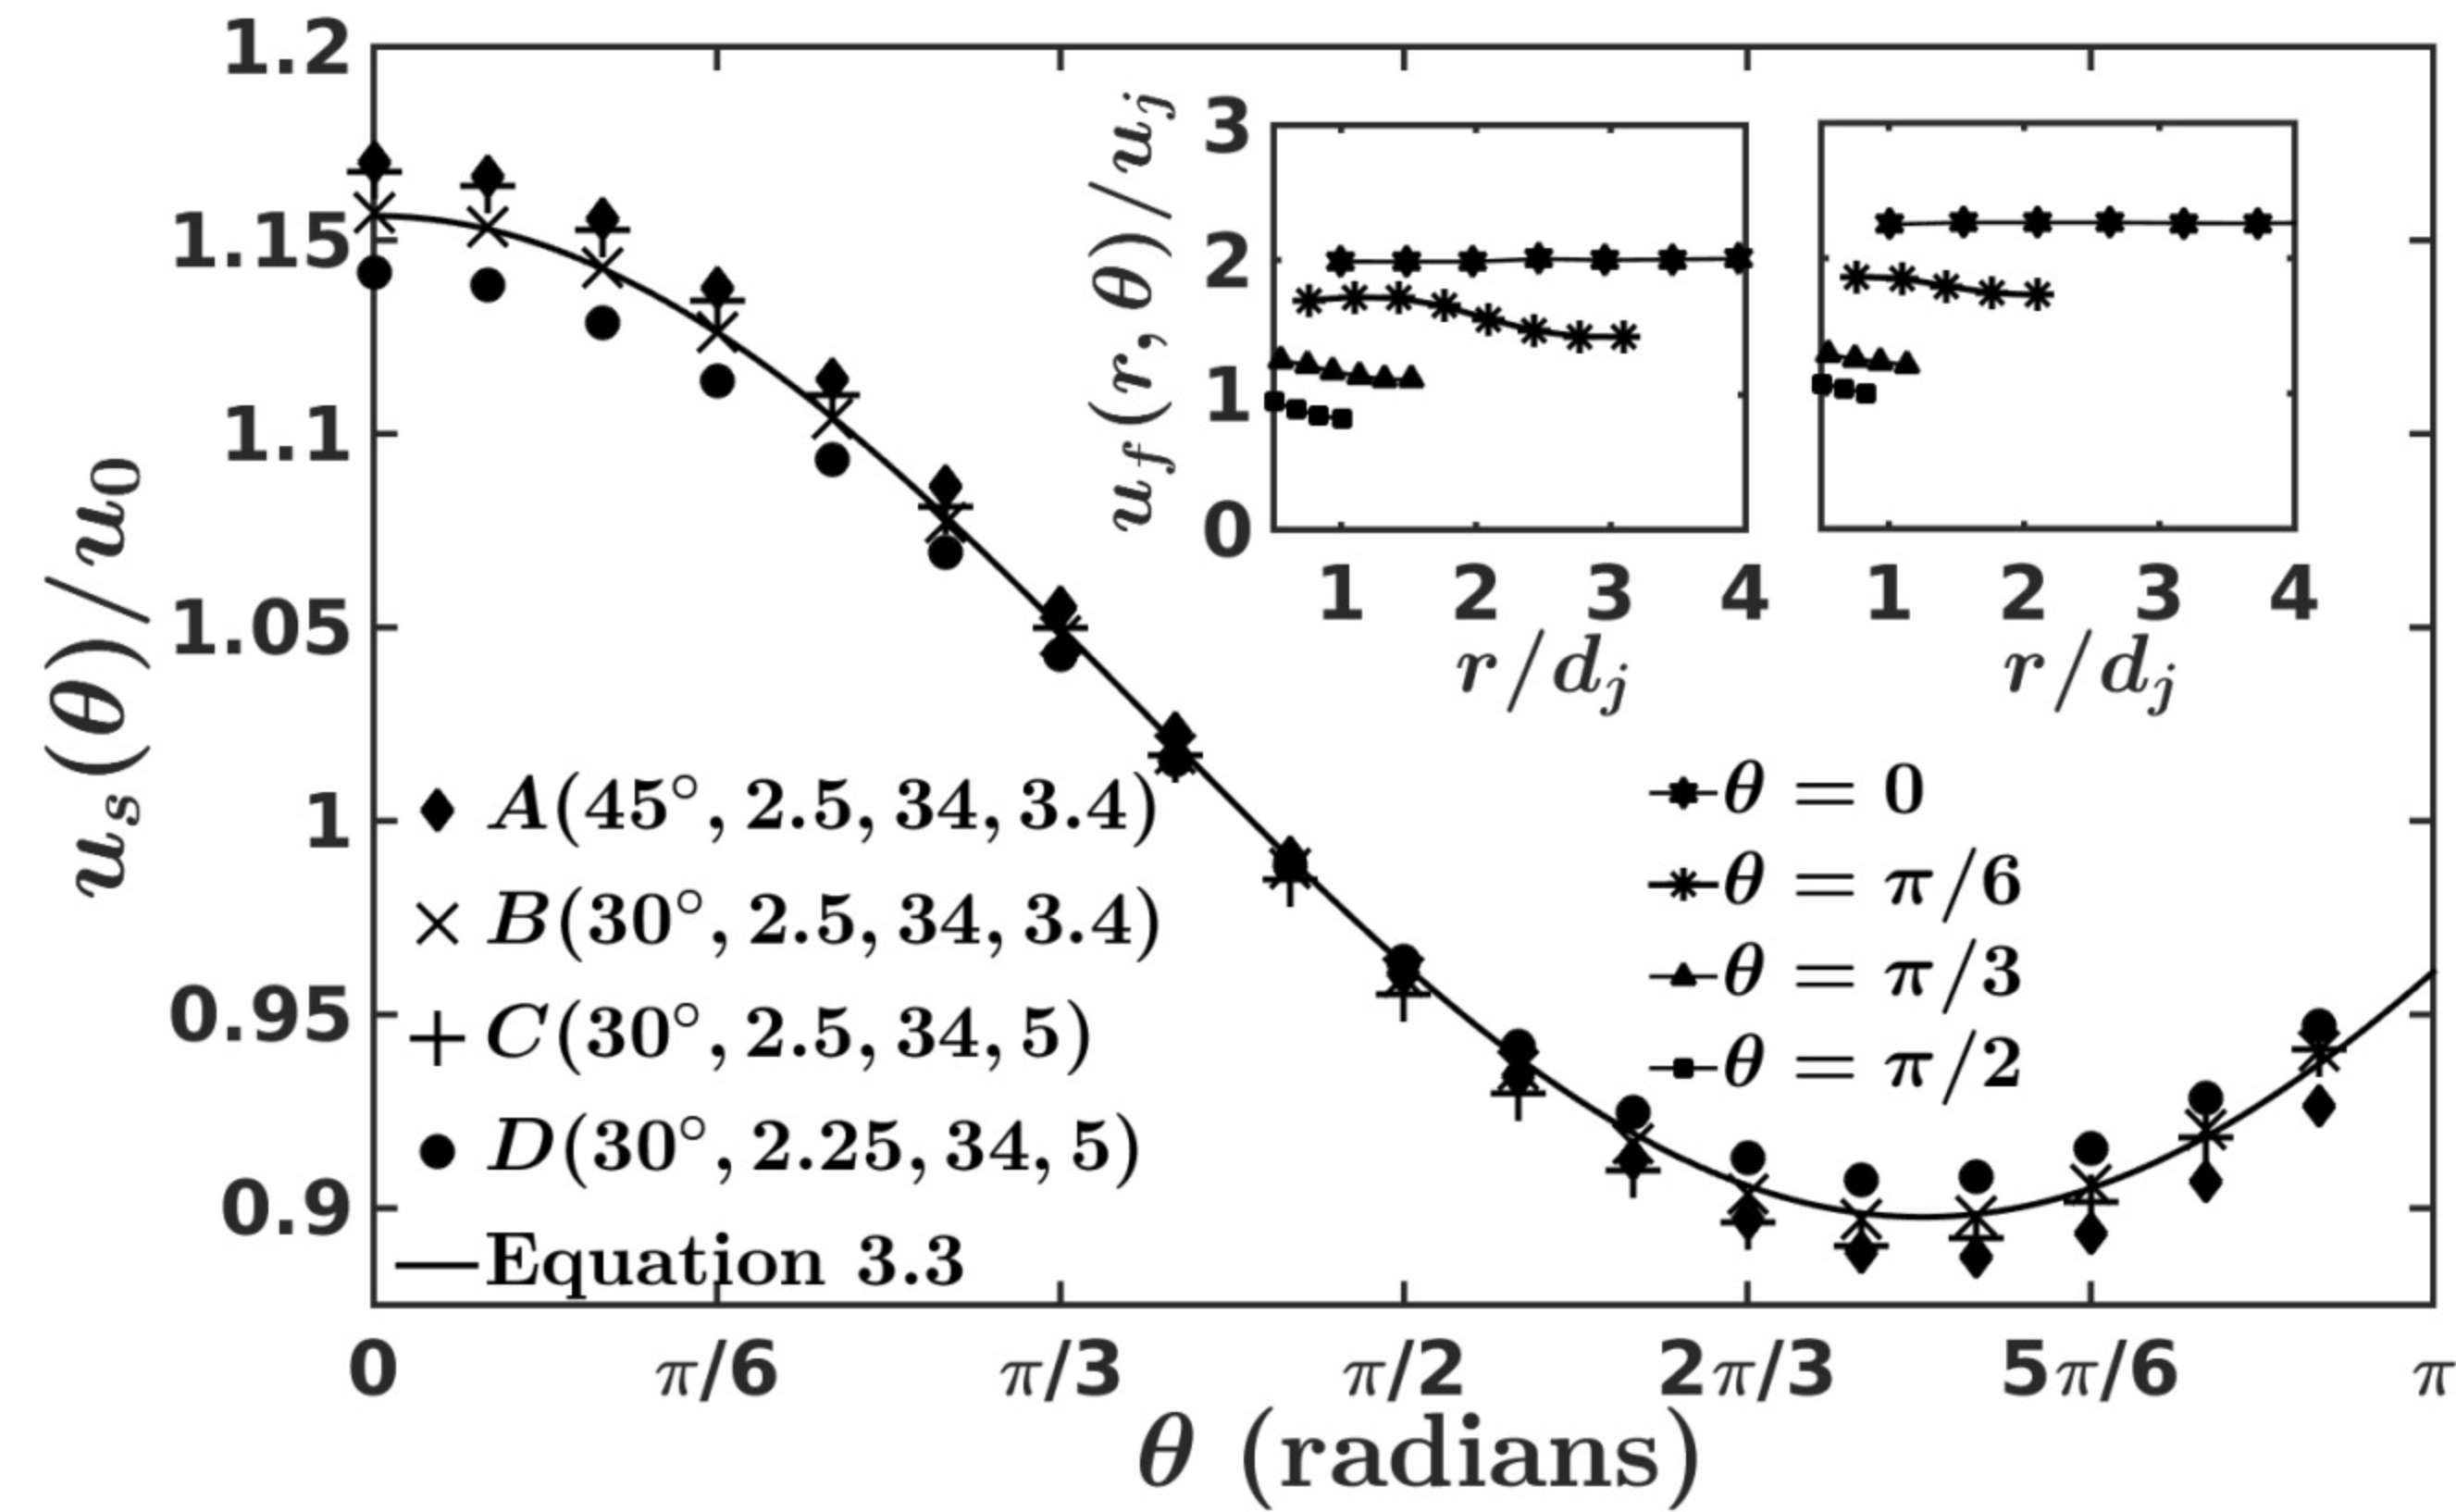 1.2
1.15
1.1
1.05
1
0.95
0.9
u_s(θ)/u_0
0 π/6 π/3 π/2 2π/3 5π/6 π
θ (radians)
A(45°, 2.5, 34, 3.4)
B(30°, 2.5, 34, 3.4)
C(30°, 2.5, 34, 5)
D(30°, 2.25, 34, 5)
Equation 3.3
u_f(r, θ)/u_j
3
2
1
0
1 2 3 4
r/d_j
1 2 3 4
r/d_j
θ = 0
θ = π/6
θ = π/3
θ = π/2